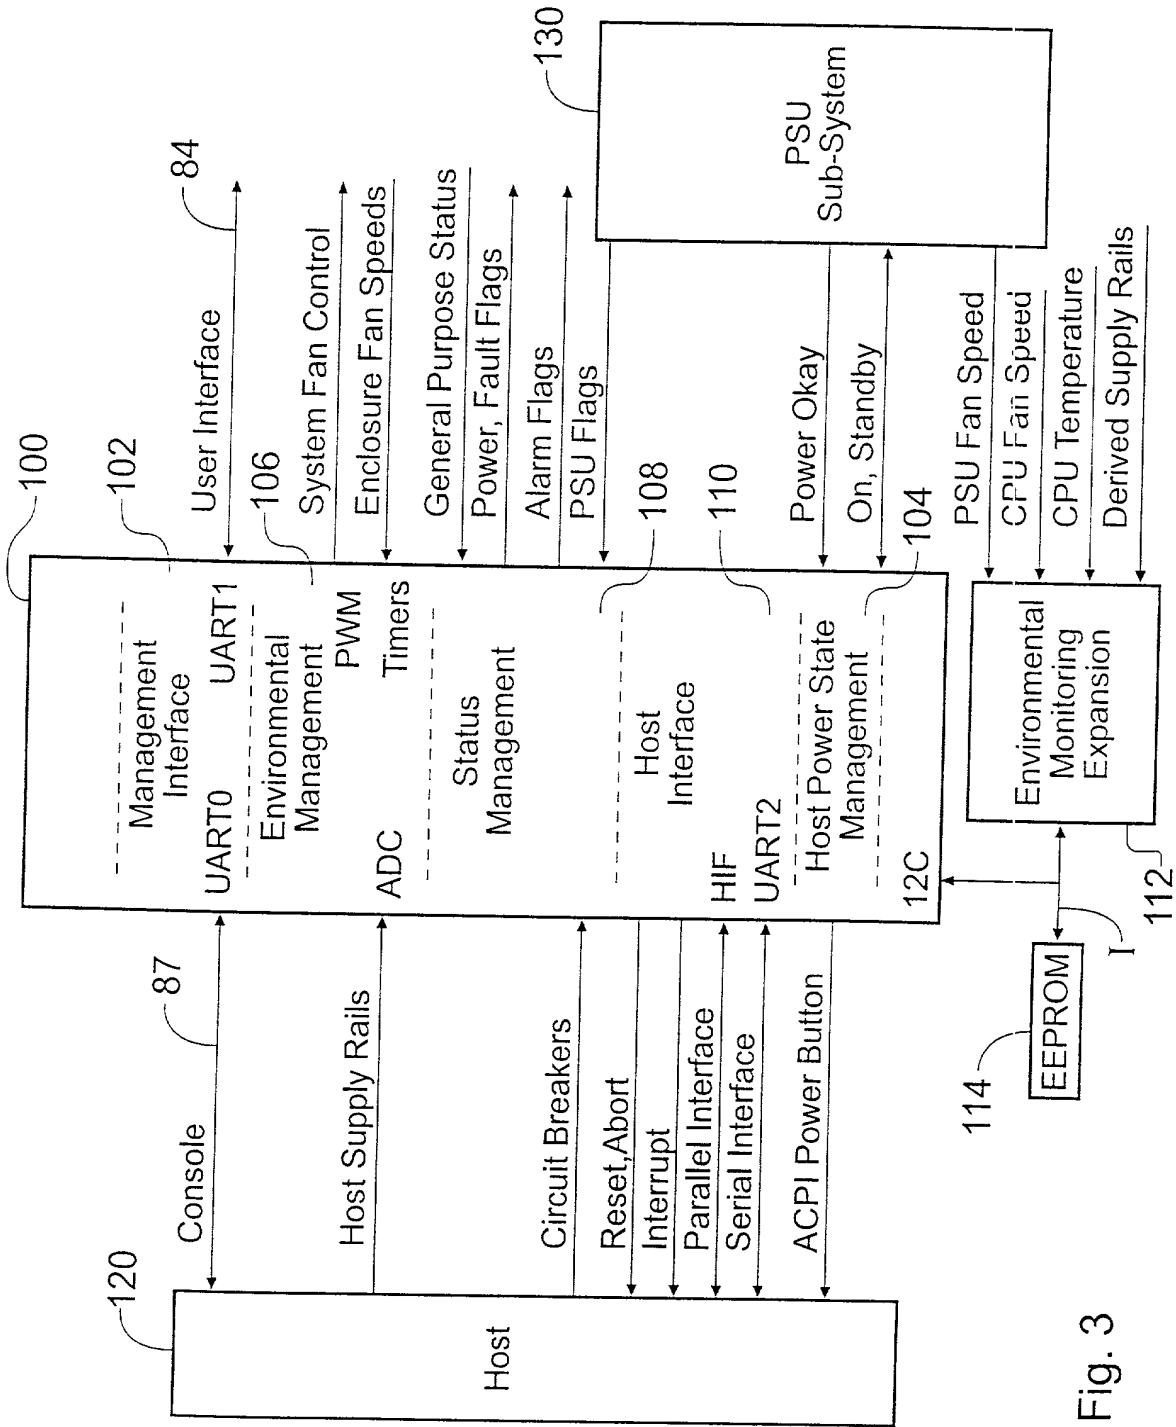 100
102
106
108
110
104
Management
Interface
UART0
UART1
Environmental
Management
PWM
ADC
Timers
Status
Management
Host
Interface
HIF
UART2
Host Power State
Management
12C
120
Host
87
Console
Host Supply Rails
Circuit Breakers
Reset,Abort
Interrupt
Parallel Interface
Serial Interface
ACPI Power Button
84
User Interface
System Fan Control
Enclosure Fan Speeds
General Purpose Status
Power, Fault Flags
Alarm Flags
PSU Flags
130
PSU
Sub-System
Power Okay
On, Standby
PSU Fan Speed
CPU Fan Speed
CPU Temperature
Derived Supply Rails
Environmental
Monitoring
Expansion
112
I
114
EEPROM
Fig. 3